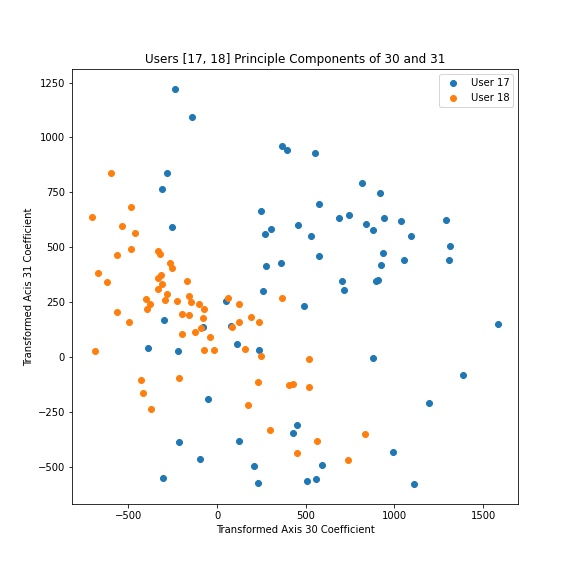 Users [17, 18] Principle Components of 30 and 31
User 17
User 18
Transformed Acis 31 Coefficient
1250
1000
750
500
250
0
−250
−500
−500
0
500
1000
1500
Transformed Axis 30 Coefficient